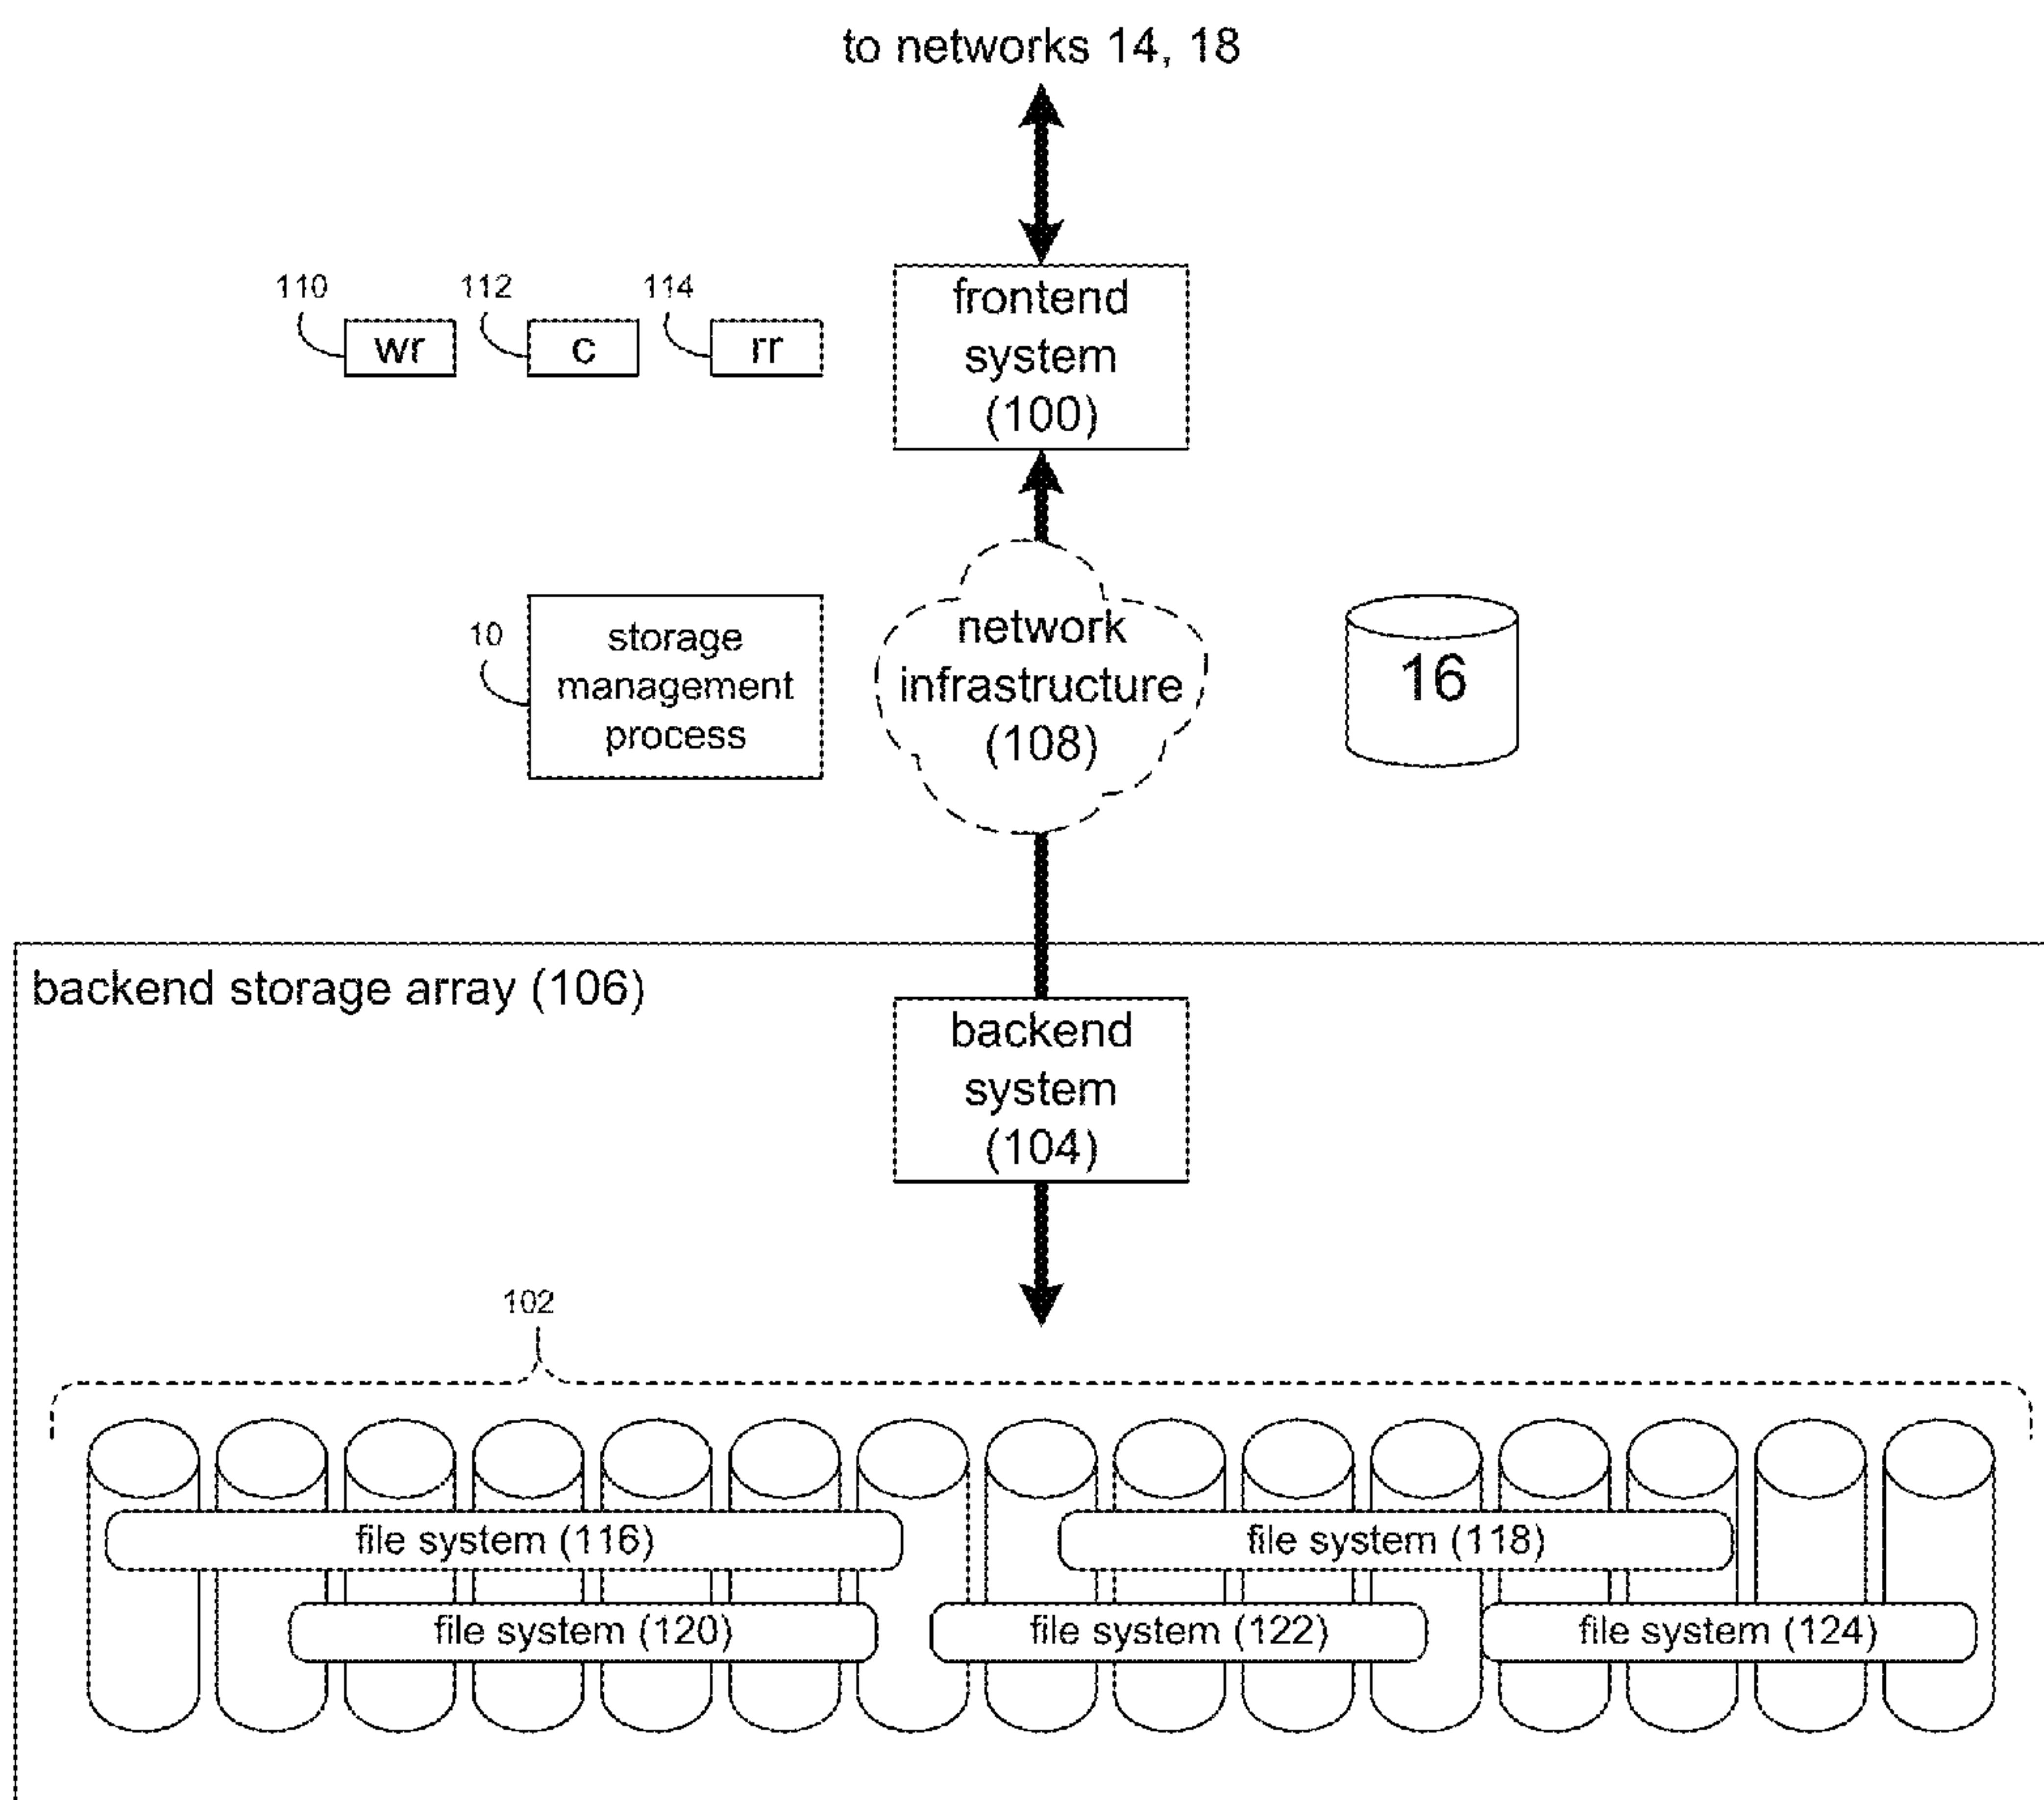 to networks 14, 18
110
112
114
wr
c
rr
frontend
system
(100)
10
storage
management
process
network
infrastructure
(108)
16
backend storage array (106)
backend
system
(104)
102
file system (116)
file system (118)
file system (120)
file system (122)
file system (124)